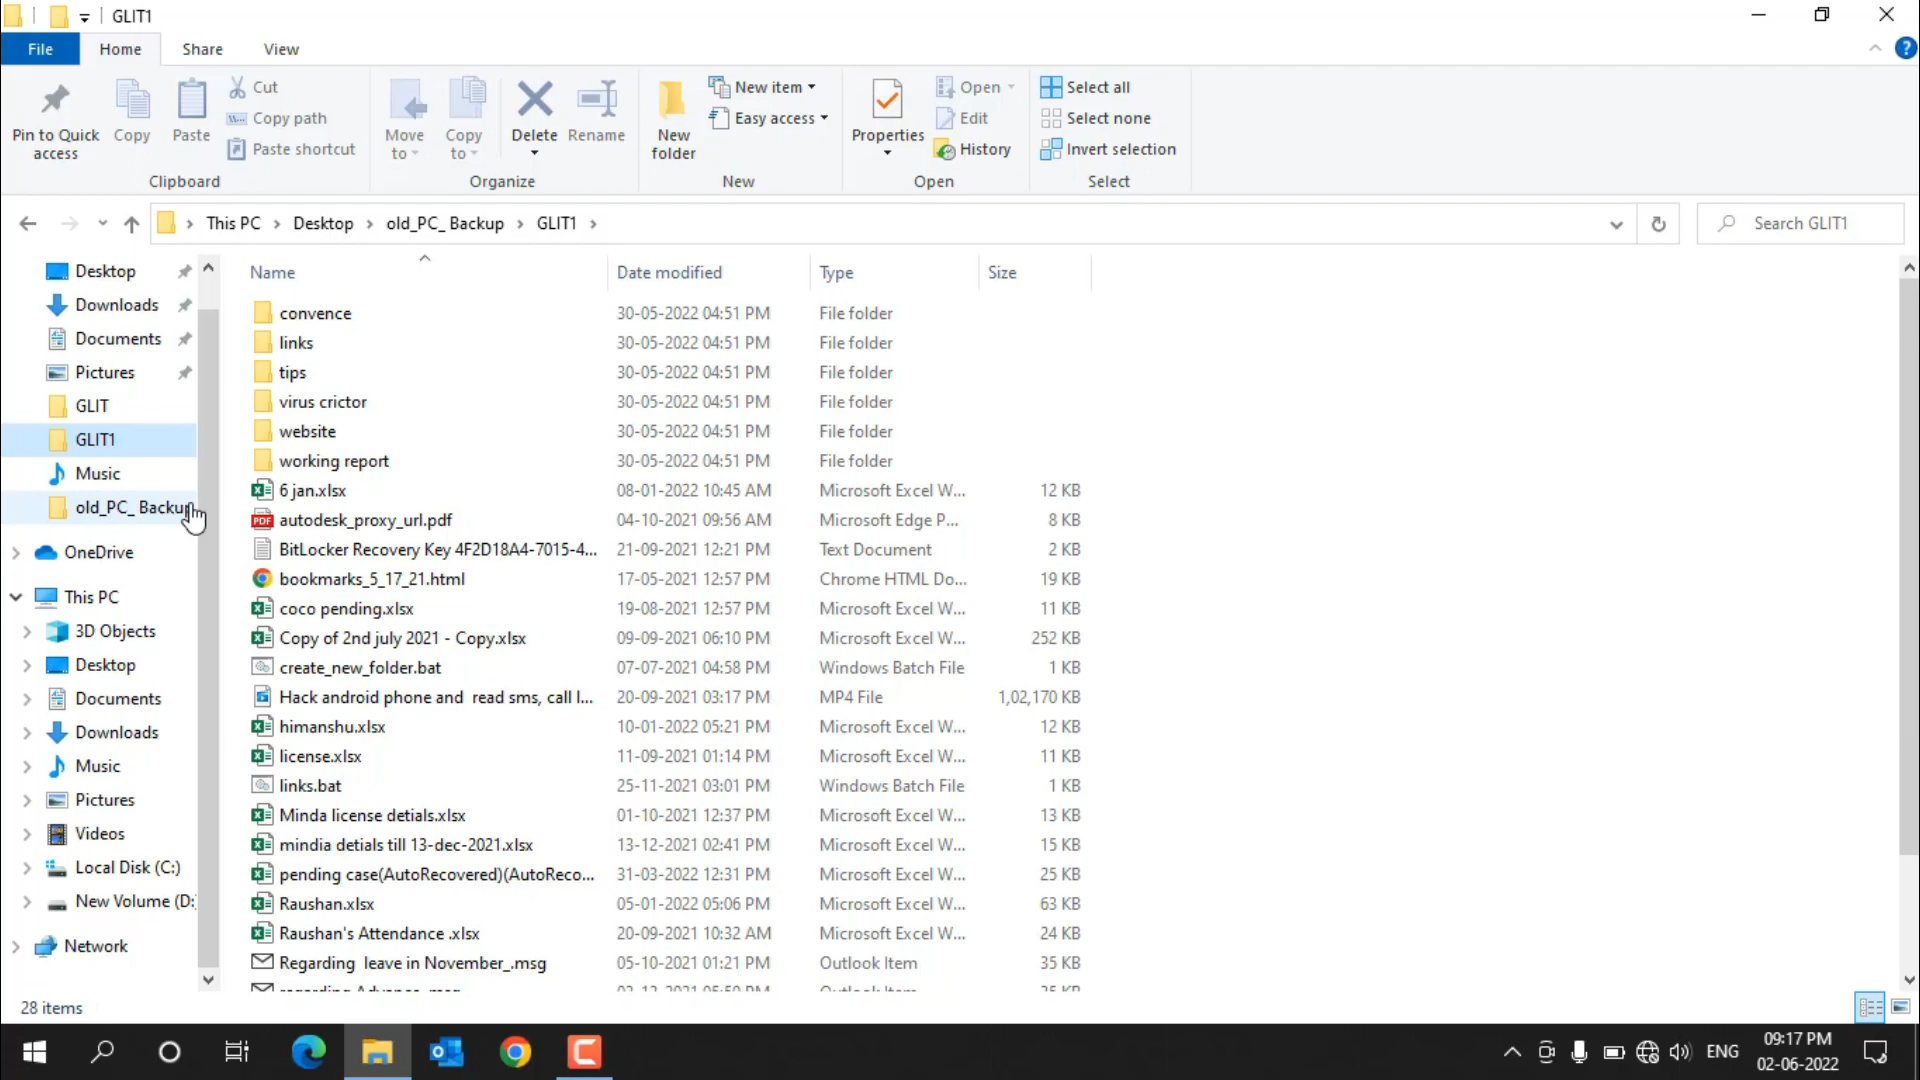 GLIT1
File Home Share View
Pin to Quick access
Copy
Paste
Cut
Copy path
Paste shortcut
Clipboard
Move to
Copy to
Delete
Rename
Organize
New folder
New item
Easy access
New
Properties
Open
Edit
History
Open
Select all
Select none
Invert selection
Select
This PC > Desktop > old_PC_ Backup > GLIT1 >
Search GLIT1
Desktop
Downloads
Documents
Pictures
GLIT
GLIT1
Music
old_PC_ Backup
OneDrive
This PC
3D Objects
Desktop
Documents
Downloads
Music
Pictures
Videos
Local Disk (C:)
New Volume (D:
Network
Name Date modified Type Size
convence 30-05-2022 04:51 PM File folder
links 30-05-2022 04:51 PM File folder
tips 30-05-2022 04:51 PM File folder
virus crictor 30-05-2022 04:51 PM File folder
website 30-05-2022 04:51 PM File folder
working report 30-05-2022 04:51 PM File folder
6 jan.xlsx 08-01-2022 10:45 AM Microsoft Excel W... 12 KB
PDF autodesk_proxy_url.pdf 04-10-2021 09:56 AM Microsoft Edge P... 8 KB
BitLocker Recovery Key 4F2D18A4-7015-4... 21-09-2021 12:21 PM Text Document 2 KB
bookmarks_5_17_21.html 17-05-2021 12:57 PM Chrome HTML Do... 19 KB
coco pending.xlsx 19-08-2021 12:57 PM Microsoft Excel W... 11 KB
Copy of 2nd july 2021 - Copy.xlsx 09-09-2021 06:10 PM Microsoft Excel W... 252 KB
create_new_folder.bat 07-07-2021 04:58 PM Windows Batch File 1 KB
Hack android phone and read sms, call l... 20-09-2021 03:17 PM MP4 File 1,02,170 KB
himanshu.xlsx 10-01-2022 05:21 PM Microsoft Excel W... 12 KB
license.xlsx 11-09-2021 01:14 PM Microsoft Excel W... 11 KB
links.bat 25-11-2021 03:01 PM Windows Batch File 1 KB
Minda license detials.xlsx 01-10-2021 12:37 PM Microsoft Excel W... 13 KB
mindia detials till 13-dec-2021.xlsx 13-12-2021 02:41 PM Microsoft Excel W... 15 KB
pending case(AutoRecovered)(AutoReco... 31-03-2022 12:31 PM Microsoft Excel W... 25 KB
Raushan.xlsx 05-01-2022 05:06 PM Microsoft Excel W... 63 KB
Raushan's Attendance .xlsx 20-09-2021 10:32 AM Microsoft Excel W... 24 KB
Regarding leave in November_.msg 05-10-2021 01:21 PM Outlook Item 35 KB
28 items
ENG
09:17 PM
02-06-2022